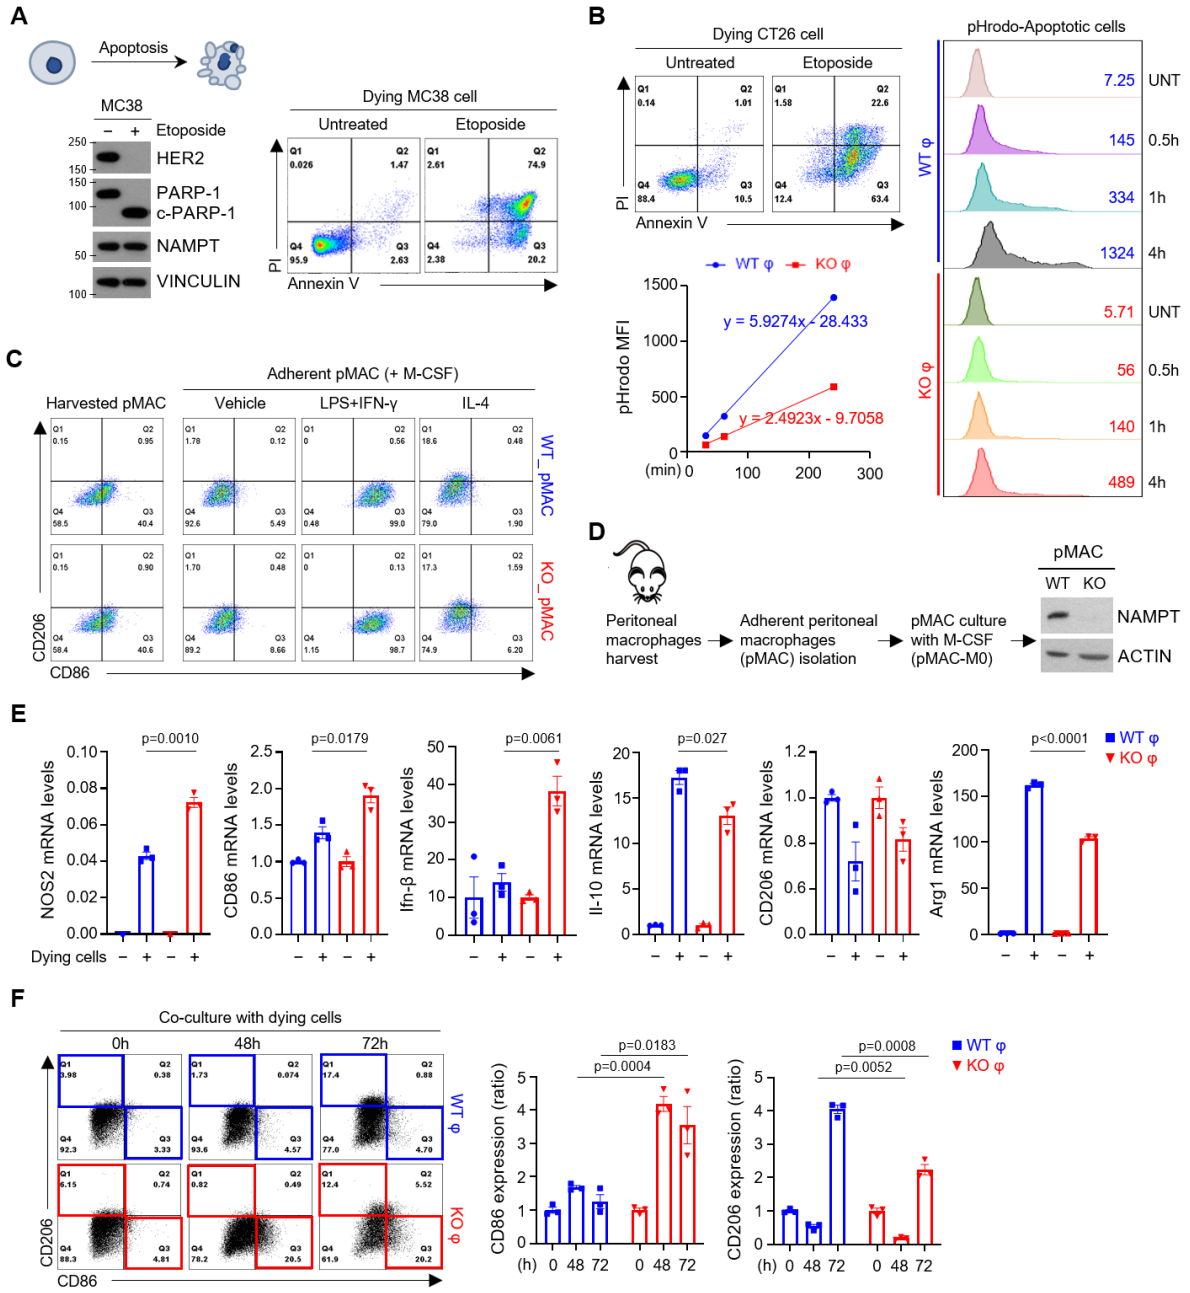 A
Apoptosis
MC38
− + Etoposide
250
HER2
150
150
PARP-1
100
c-PARP-1
NAMPT
VINCULIN
100
Dying MC38 cell
Untreated Etoposide
Q1 Q2 Q1 Q2
0.026 1.47 2.61 74.9
Q4 Q3 Q4 Q3
95.9 2.63 2.38 20.2
PI
Annexin V
B
Dying CT26 cell
Untreated Etoposide
Q1 Q2 Q1 Q2
0.14 1.01 1.58 22.6
Q4 Q3 Q4 Q3
88.4 10.5 12.4 63.4
PI
Annexin V
WT φ KO φ
pHrodo MFI
1500
1000
500
0
(min) 0 100 200 300
y = 5.9274x - 28.433
y = 2.4923x - 9.7058
pHrodo-Apoptotic cells
WT φ
7.25 UNT
145 0.5h
334 1h
1324 4h
KO φ
5.71 UNT
56 0.5h
140 1h
489 4h
C
Adherent pMAC (+ M-CSF)
Harvested pMAC Vehicle LPS+IFN-γ IL-4
Q1 Q2 Q1 Q2 Q1 Q2 Q1 Q2
0.15 0.95 1.78 0.12 0 0.56 18.6 0.48
Q4 Q3 Q4 Q3 Q4 Q3 Q4 Q3
58.5 40.4 92.6 5.49 0.48 99.0 79.0 1.90
WT_ pMAC
Q1 Q2 Q1 Q2 Q1 Q2 Q1 Q2
0.15 0.90 1.70 0.48 0 0.13 17.3 1.59
Q4 Q3 Q4 Q3 Q4 Q3 Q4 Q3
58.4 40.6 89.2 8.66 1.15 98.7 74.9 6.20
KO_ pMAC
CD206
CD86
D
Peritoneal
macrophages
harvest
Adherent peritoneal
macrophages
(pMAC) isolation
pMAC culture
with M-CSF
(pMAC-M0)
pMAC
WT KO
NAMPT
ACTIN
E
NOS2 mRNA levels
0.10
0.08
0.06
0.04
0.02
0.00
p=0.0010
Dying cells − + − +
CD86 mRNA levels
2.5
2.0
1.5
1.0
0.5
0.0
p=0.0179
− + − +
Ifn-β mRNA levels
50
40
30
20
10
0
p=0.0061
− + − +
Il-10 mRNA levels
20
15
10
5
0
p=0.027
− + − +
CD206 mRNA levels
1.2
1.0
0.8
0.6
0.0
− + − +
Arg1 mRNA levels
200
150
100
50
0
p<0.0001
− + − +
WT φ
KO φ
F
Co-culture with dying cells
0h 48h 72h
Q1 Q2 Q1 Q2 Q1 Q2
3.98 0.38 1.73 0.074 17.4 0.88
Q4 Q3 Q4 Q3 Q4 Q3
92.3 3.33 93.6 4.57 77.0 4.70
WT φ
Q1 Q2 Q1 Q2 Q1 Q2
6.15 0.74 0.82 0.49 12.4 5.52
Q4 Q3 Q4 Q3 Q4 Q3
88.3 4.81 78.2 20.5 61.9 20.2
KO φ
CD206
CD86
CD86 expression (ratio)
5
4
3
2
1
0
p=0.0183
p=0.0004
(h) 0 48 72 0 48 72
CD206 expression (ratio)
5
4
3
2
1
0
p=0.0008
p=0.0052
(h) 0 48 72 0 48 72
WT φ
KO φ